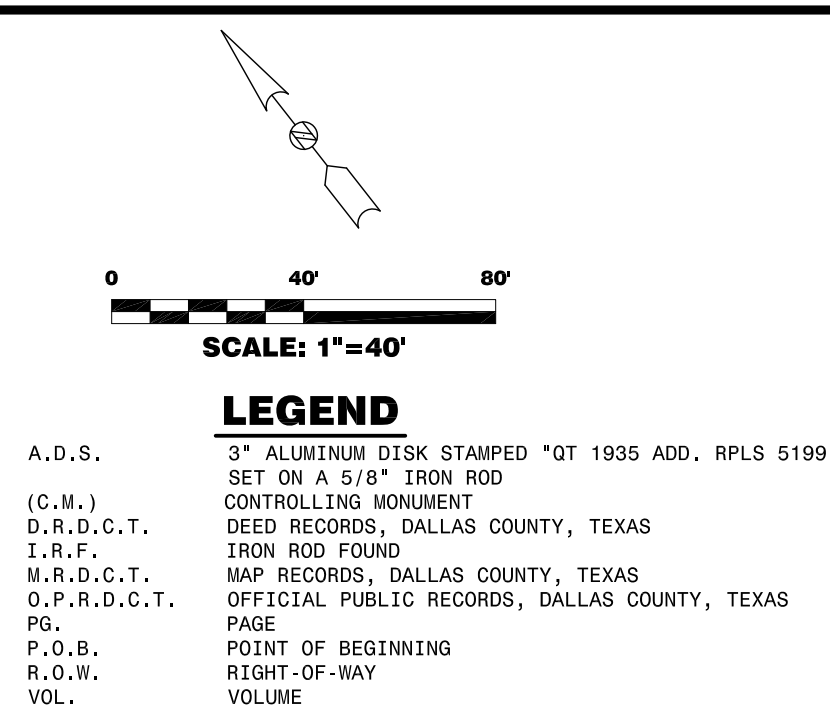 0 40' 80'
SCALE: 1"=40'
LEGEND
A.D.S. 3" ALUMINUM DISK STAMPED "QT 1935 ADD. RPLS 5199
SET ON A 5/8" IRON ROD
(C.M.) CONTROLLING MONUMENT
D.R.D.C.T. DEED RECORDS, DALLAS COUNTY, TEXAS
I.R.F. IRON ROD FOUND
M.R.D.C.T. MAP RECORDS, DALLAS COUNTY, TEXAS
O.P.R.D.C.T. OFFICIAL PUBLIC RECORDS, DALLAS COUNTY, TEXAS
PG. PAGE
P.O.B. POINT OF BEGINNING
R.O.W. RIGHT-OF-WAY
VOL. VOLUME